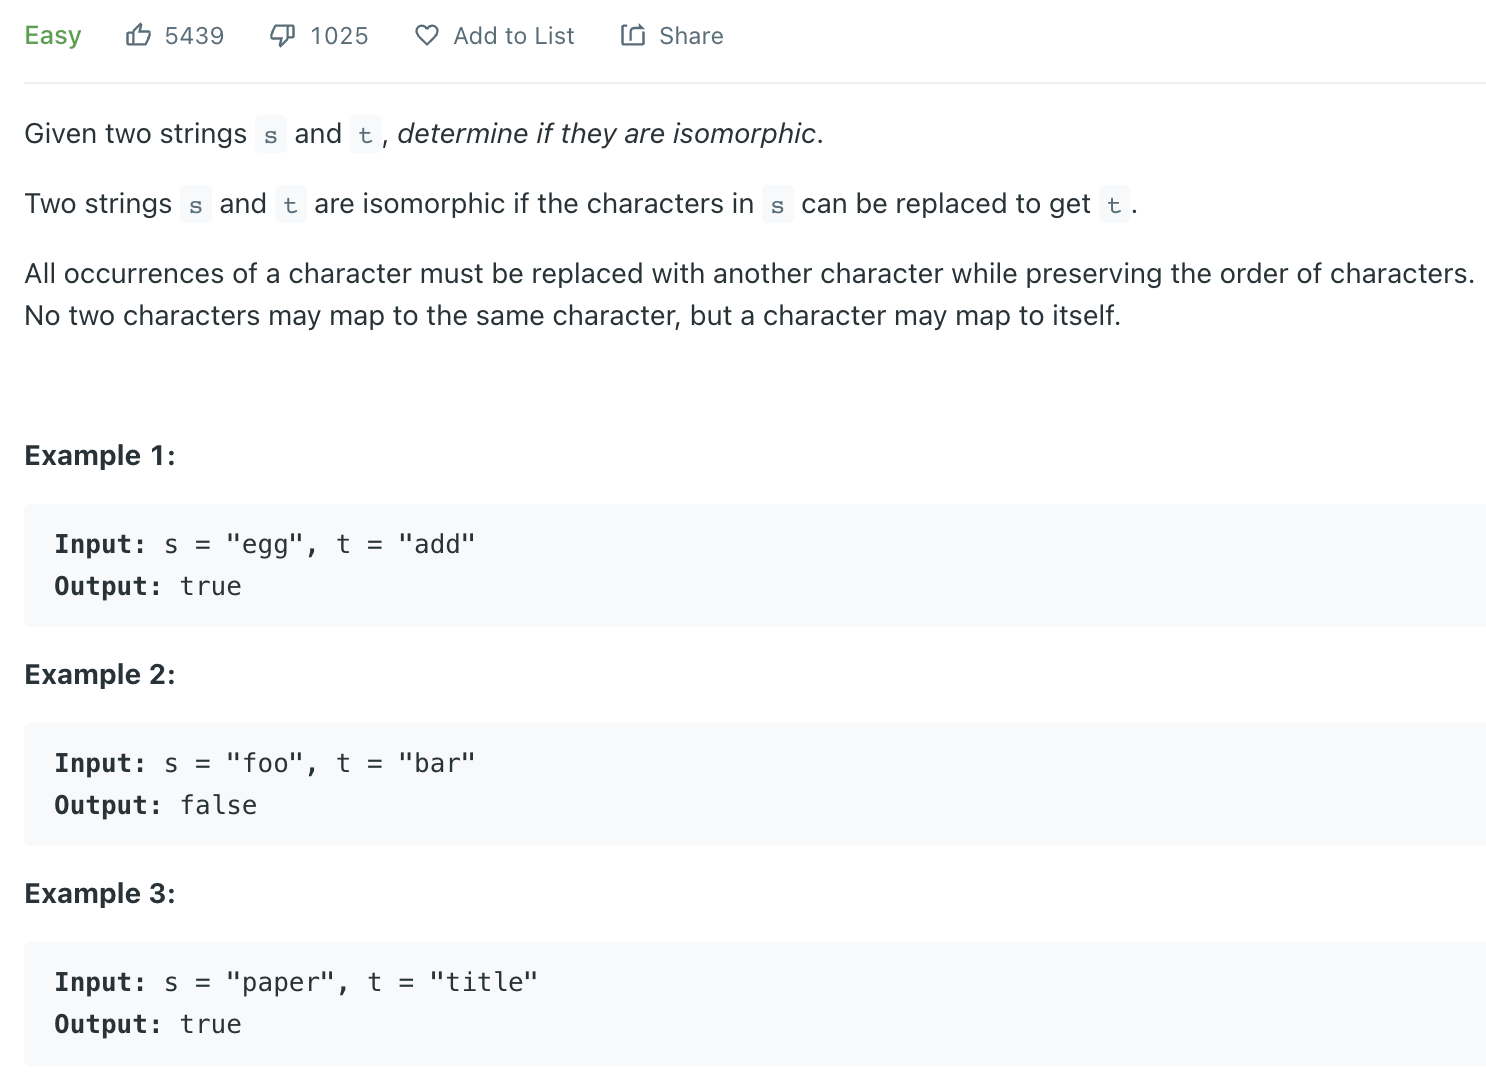 Easy 5439 1025 Add to List Share
Given two strings s and t, determine if they are isomorphic.
Two strings s and t are isomorphic if the characters in s can be replaced to get t.
All occurrences of a character must be replaced with another character while preserving the order of characters.
No two characters may map to the same character, but a character may map to itself.
Example 1:
Input: s = "egg", t = "add"
Output: true
Example 2:
Input: s = "foo", t = "bar"
Output: false
Example 3:
Input: s = "paper", t = "title"
Output: true